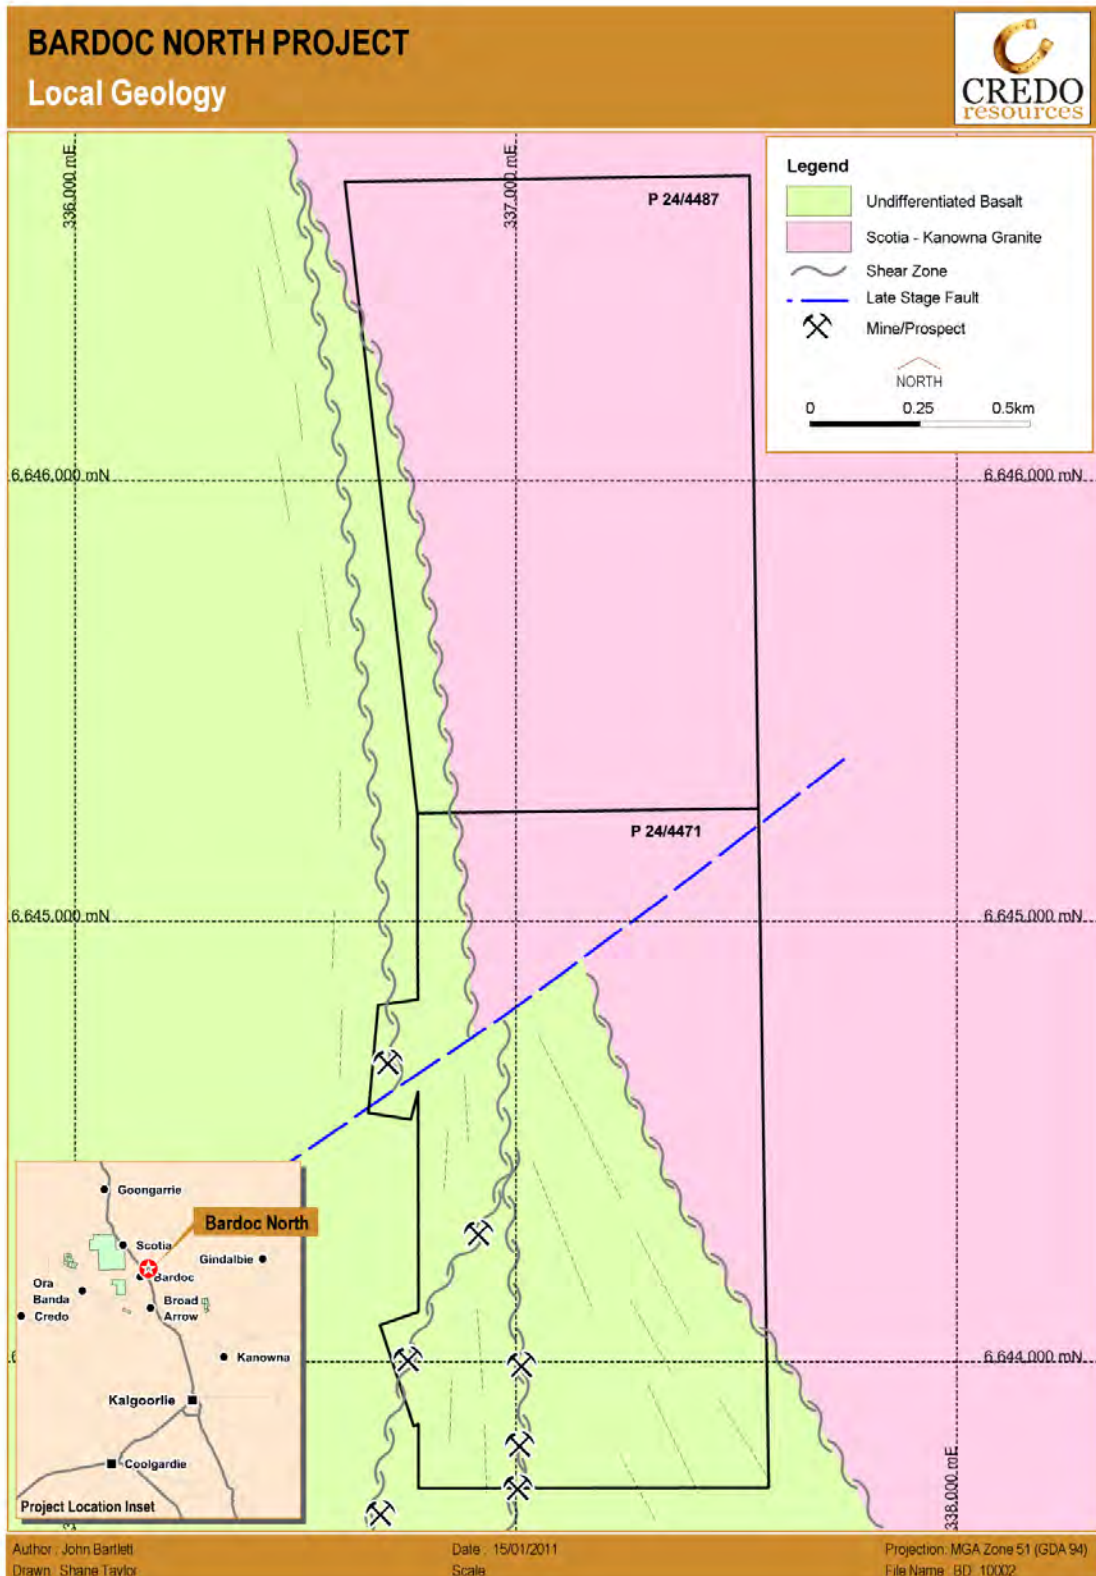 BARDOC NORTH PROJECT
Local Geology
CREDO
resources
336,000 mE
337,000 mE
P 24/4487
Legend
Undifferentiated Basalt
Scotia - Kanowna Granite
Shear Zone
Late Stage Fault
Mine/Prospect
NORTH
0 0.25 0.5km
6,646,000 mN
6,646,000 mN
P 24/4471
6,645,000 mN
6,645,000 mN
Goongarrie
Bardoc North
Scotia
Gindalbie
Bardoc
Ora
Banda
Broad
Arrow
Credo
Kanowna
6,644,000 mN
Kalgoorlie
Coolgardie
Project Location Inset
338,000 mE
Author : John Bartlett
Date : 15/01/2011
Projection: MGA Zone 51 (GDA 94)
Drawn : Shane Taylor
Scale
File Name : BD_10002